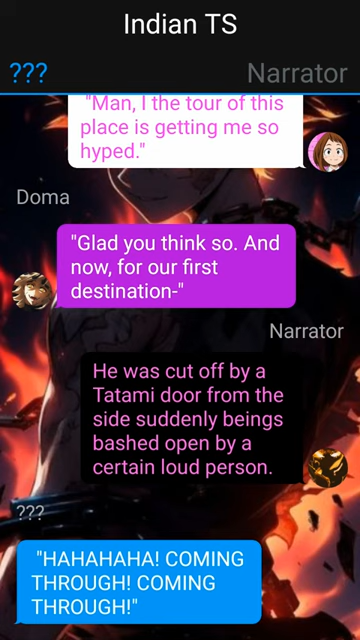 Indian TS
??? Narrator
"Man, I the tour of this
place is getting me so
hyped."
Doma
"Glad you think so. And
now, for our first
destination-"
Narrator
He was cut off by a
Tatami door from the
side suddenly beings
bashed open by a
certain loud person.
???
"HAHAHAHA! COMING
THROUGH! COMING
THROUGH!"